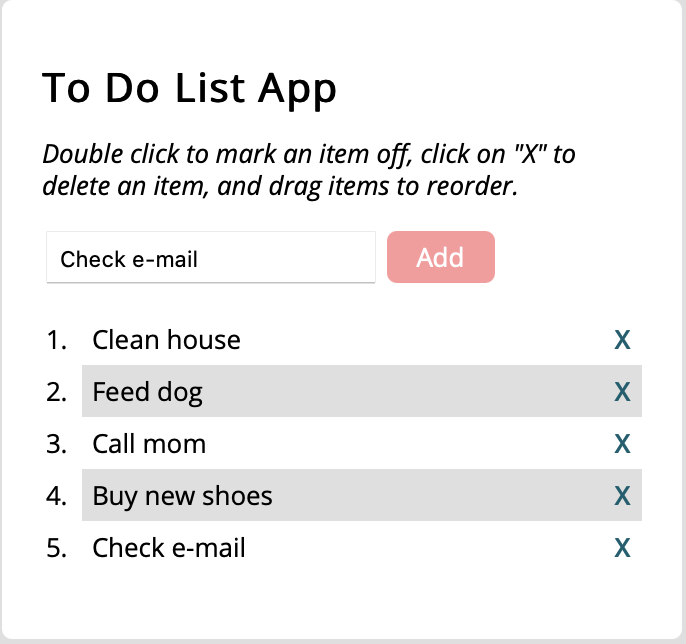 To Do List App
Double click to mark an item off, click on "X" to
delete an item, and drag items to reorder.
Check e-mail Add
1. Clean house X
2. Feed dog X
3. Call mom X
4. Buy new shoes X
5. Check e-mail X